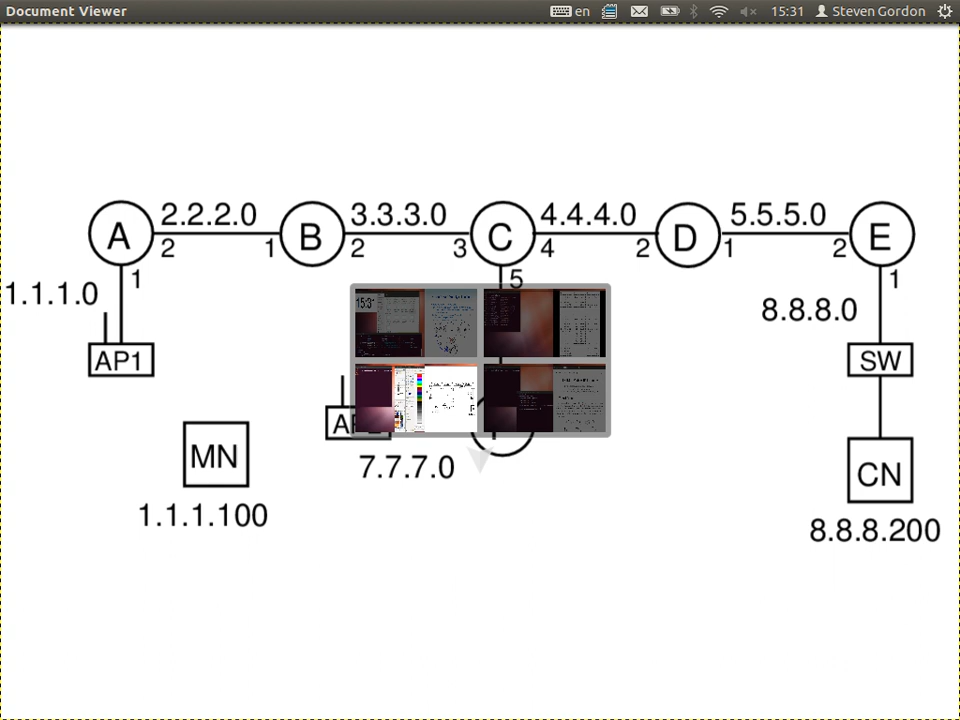 Document Viewer en 15:31 Steven Gordon
2.2.2.0 3.3.3.0 4.4.4.0 5.5.5.0
A B C D E
2 1 2 3 4 2 1 2
1 5 1
1.1.1.0 8.8.8.0
15:31
AP1 SW
A
MN CN
7.7.7.0
1.1.1.100 8.8.8.200